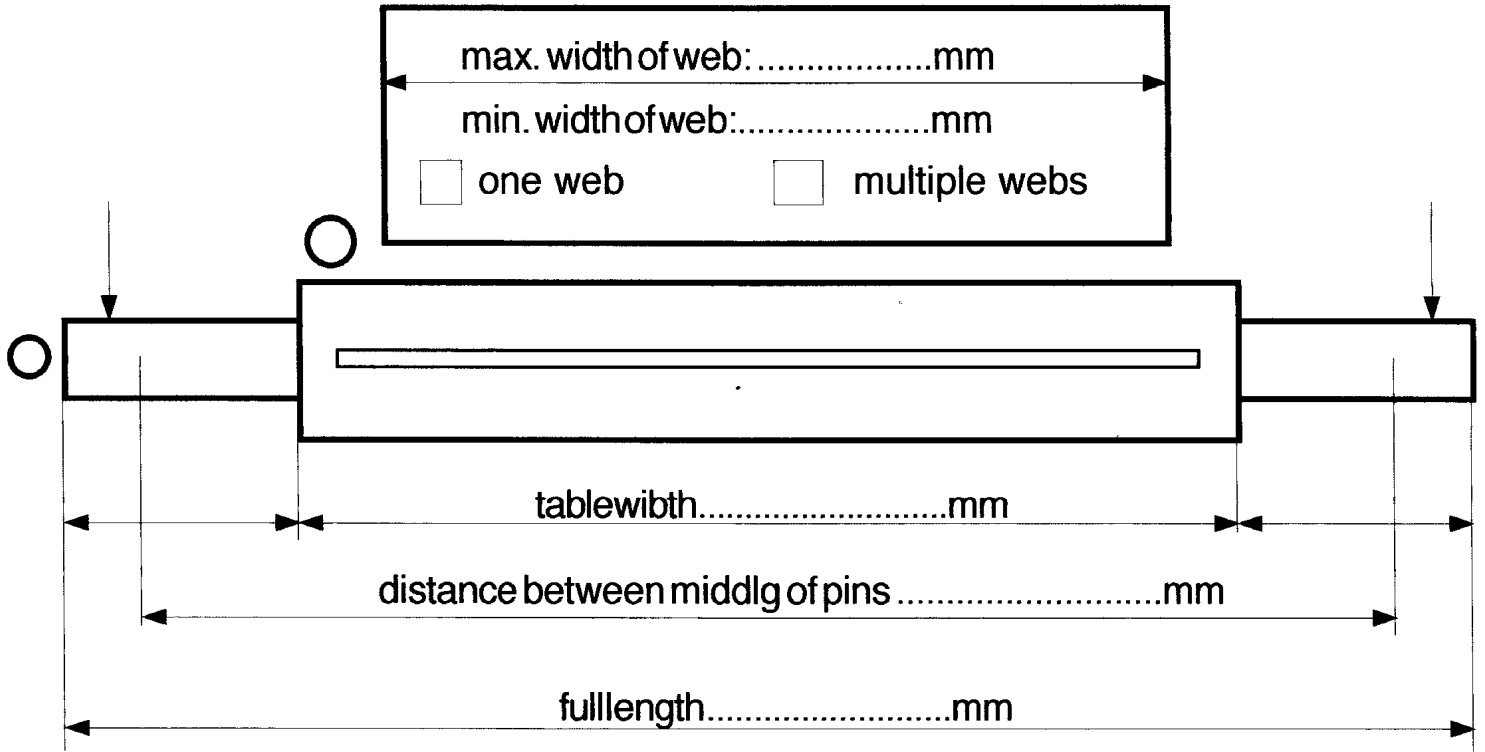 max. width of web: ..................mm
min. width of web:....................mm
one web
multiple webs
tablewibth..........................mm
distance between middlg of pins ...........................mm
fulllength.........................mm